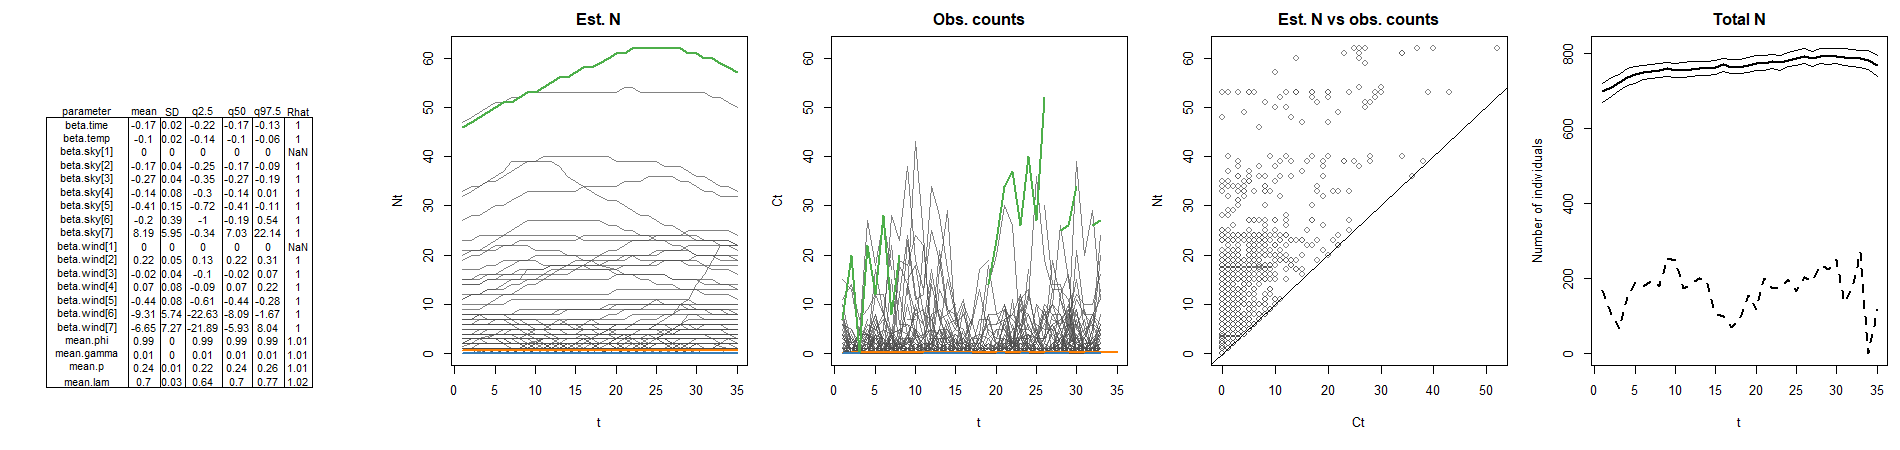 parameter mean SD q2.5 q50 q97.5 Rhat
beta.time -0.17 0.02 -0.22 -0.17 -0.13 1
beta.temp -0.1 0.02 -0.14 -0.1 -0.06 1
beta.sky[1] 0 0 0 0 0 NaN
beta.sky[2] -0.17 0.04 -0.25 -0.17 -0.09 1
beta.sky[3] -0.27 0.04 -0.35 -0.27 -0.19 1
beta.sky[4] -0.14 0.08 -0.3 -0.14 0.01 1
beta.sky[5] -0.41 0.15 -0.72 -0.41 -0.11 1
beta.sky[6] -0.2 0.39 -1 -0.19 0.54 1
beta.sky[7] 8.19 5.95 -0.34 7.03 22.14 1
beta.wind[1] 0 0 0 0 0 NaN
beta.wind[2] 0.22 0.05 0.13 0.22 0.31 1
beta.wind[3] -0.02 0.04 -0.1 -0.02 0.07 1
beta.wind[4] 0.07 0.08 -0.09 0.07 0.22 1
beta.wind[5] -0.44 0.08 -0.61 -0.44 -0.28 1
beta.wind[6] -9.31 5.74 -22.63 -8.09 -1.67 1
beta.wind[7] -6.65 7.27 -21.89 -5.93 8.04 1
mean.phi 0.99 0 0.99 0.99 0.99 1.01
mean.gamma 0.01 0 0.01 0.01 0.01 1.01
mean.p 0.24 0.01 0.22 0.24 0.26 1.01
mean.lam 0.7 0.03 0.64 0.7 0.77 1.02
Est. N
Nt
60
50
40
30
20
10
0
0 5 10 15 20 25 30 35
t
Obs. counts
Ct
60
50
40
30
20
10
0
0 5 10 15 20 25 30 35
t
Est. N vs obs. counts
Nt
60
50
40
30
20
10
0
0 10 20 30 40 50
Ct
Total N
Number of individuals
800
600
400
200
0
0 5 10 15 20 25 30 35
t